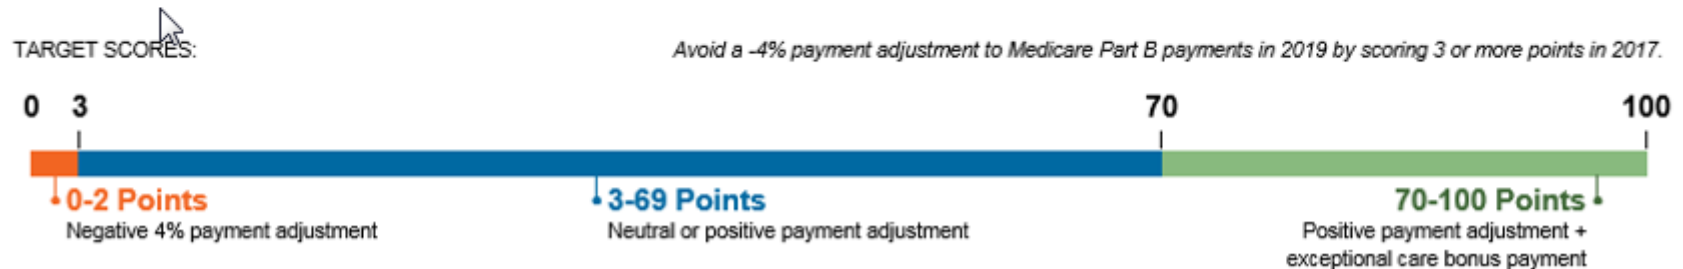 TARGET SCORES:
Avoid a -4% payment adjustment to Medicare Part B payments in 2019 by scoring 3 or more points in 2017.
0 3 70 100
0-2 Points
Negative 4% payment adjustment
3-69 Points
Neutral or positive payment adjustment
70-100 Points
Positive payment adjustment +
exceptional care bonus payment